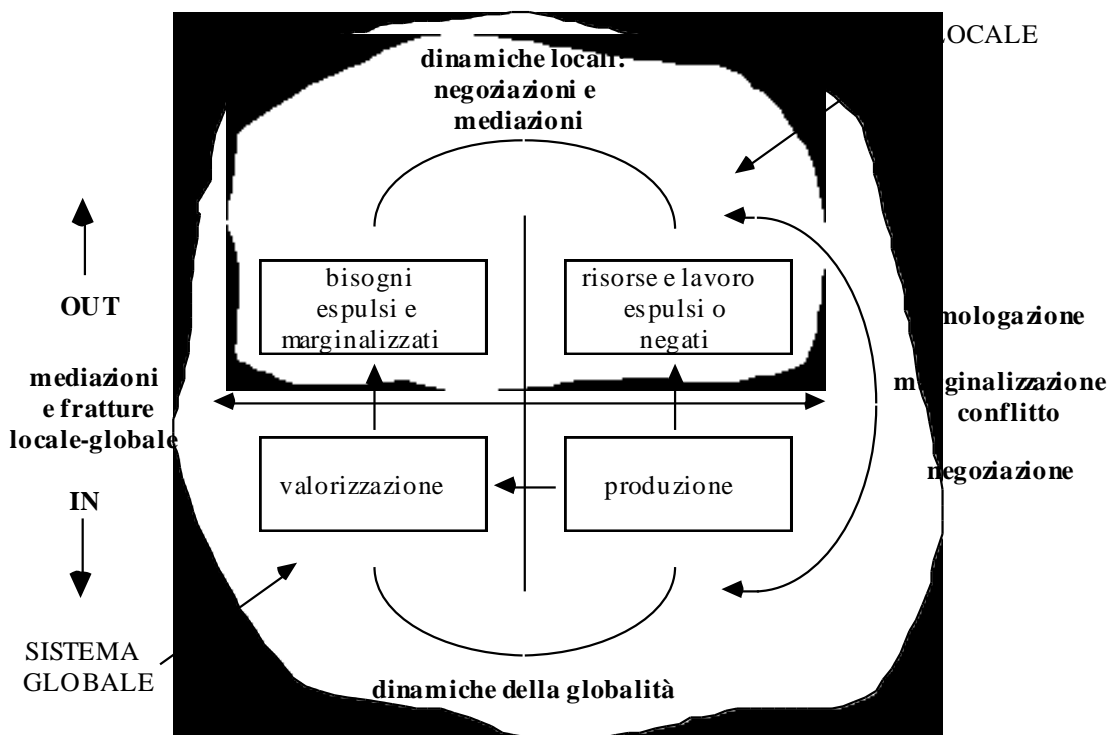 LOCALE
dinamiche locali:
negoziazioni e
mediazioni
OUT
bisogni
espulsi e
marginalizzati
risorse e lavoro
espulsi o
negati
mologazione
mediazioni
e fratture
locale-globale
marginalizzazione
conflitto
negoziazione
IN
valorizzazione
produzione
SISTEMA
GLOBALE
dinamiche della globalità